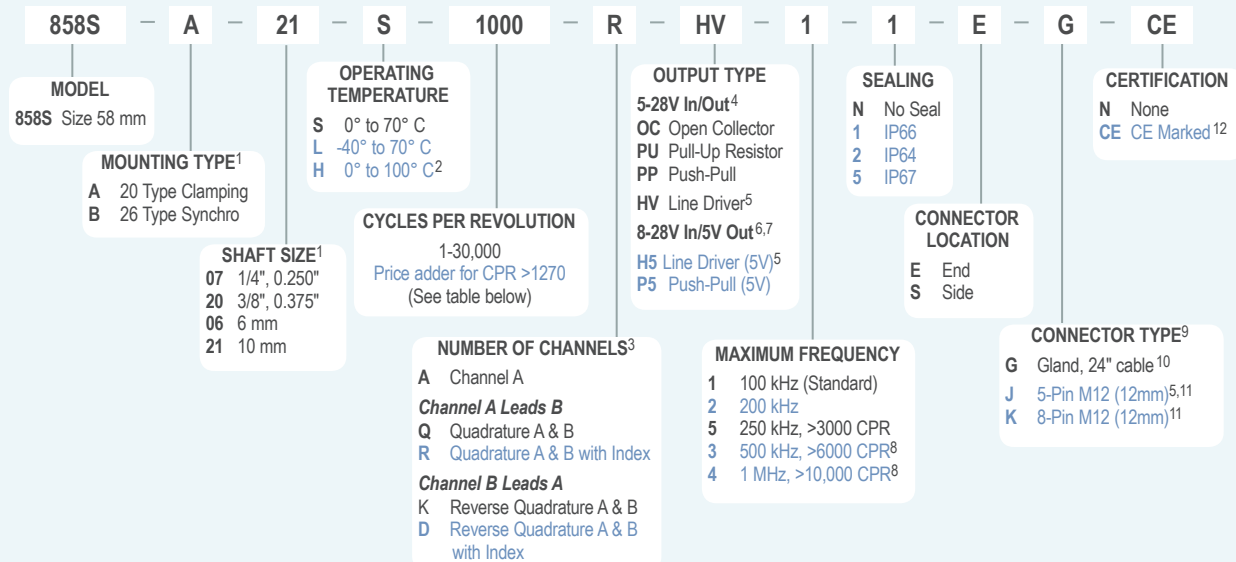 858S – A – 21 – S – 1000 – R – HV – 1 – 1 – E – G – CE
MODEL
858S Size 58 mm
MOUNTING TYPE1
A 20 Type Clamping
B 26 Type Synchro
SHAFT SIZE1
07 1/4", 0.250"
20 3/8", 0.375"
06 6 mm
21 10 mm
OPERATING
TEMPERATURE
S 0° to 70° C
L -40° to 70° C
H 0° to 100° C2
CYCLES PER REVOLUTION
1-30,000
Price adder for CPR >1270
(See table below)
NUMBER OF CHANNELS3
A Channel A
Channel A Leads B
Q Quadrature A & B
R Quadrature A & B with Index
Channel B Leads A
K Reverse Quadrature A & B
D Reverse Quadrature A & B
with Index
OUTPUT TYPE
5-28V In/Out4
OC Open Collector
PU Pull-Up Resistor
PP Push-Pull
HV Line Driver5
8-28V In/5V Out6,7
H5 Line Driver (5V)5
P5 Push-Pull (5V)
MAXIMUM FREQUENCY
1 100 kHz (Standard)
2 200 kHz
5 250 kHz, >3000 CPR
3 500 kHz, >6000 CPR8
4 1 MHz, >10,000 CPR8
SEALING
N No Seal
1 IP66
2 IP64
5 IP67
CONNECTOR
LOCATION
E End
S Side
CONNECTOR TYPE9
G Gland, 24" cable10
J 5-Pin M12 (12mm)5,11
K 8-Pin M12 (12mm)11
CERTIFICATION
N None
CE CE Marked12